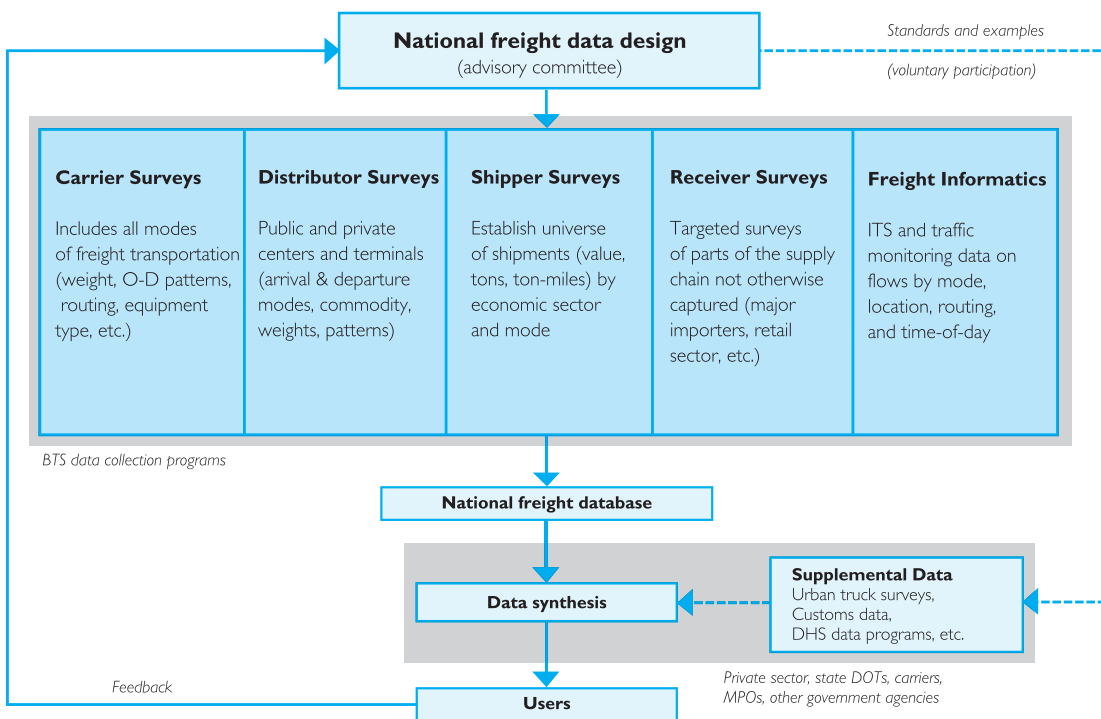 National freight data design
(advisory committee)
Standards and examples
(voluntary participation)
Carrier Surveys
Includes all modes
of freight transportation
(weight, O-D patterns,
routing, equipment
type, etc.)
Distributor Surveys
Public and private
centers and terminals
(arrival & departure
modes, commodity,
weights, patterns)
Shipper Surveys
Establish universe
of shipments (value,
tons, ton-miles) by
economic sector
and mode
Receiver Surveys
Targeted surveys
of parts of the supply
chain not otherwise
captured (major
importers, retail
sector, etc.)
Freight Informatics
ITS and traffic
monitoring data on
flows by mode,
location, routing,
and time-of-day
BTS data collection programs
National freight database
Data synthesis
Supplemental Data
Urban truck surveys,
Customs data,
DHS data programs, etc.
Private sector, state DOTs, carriers,
MPOs, other government agencies
Feedback
Users